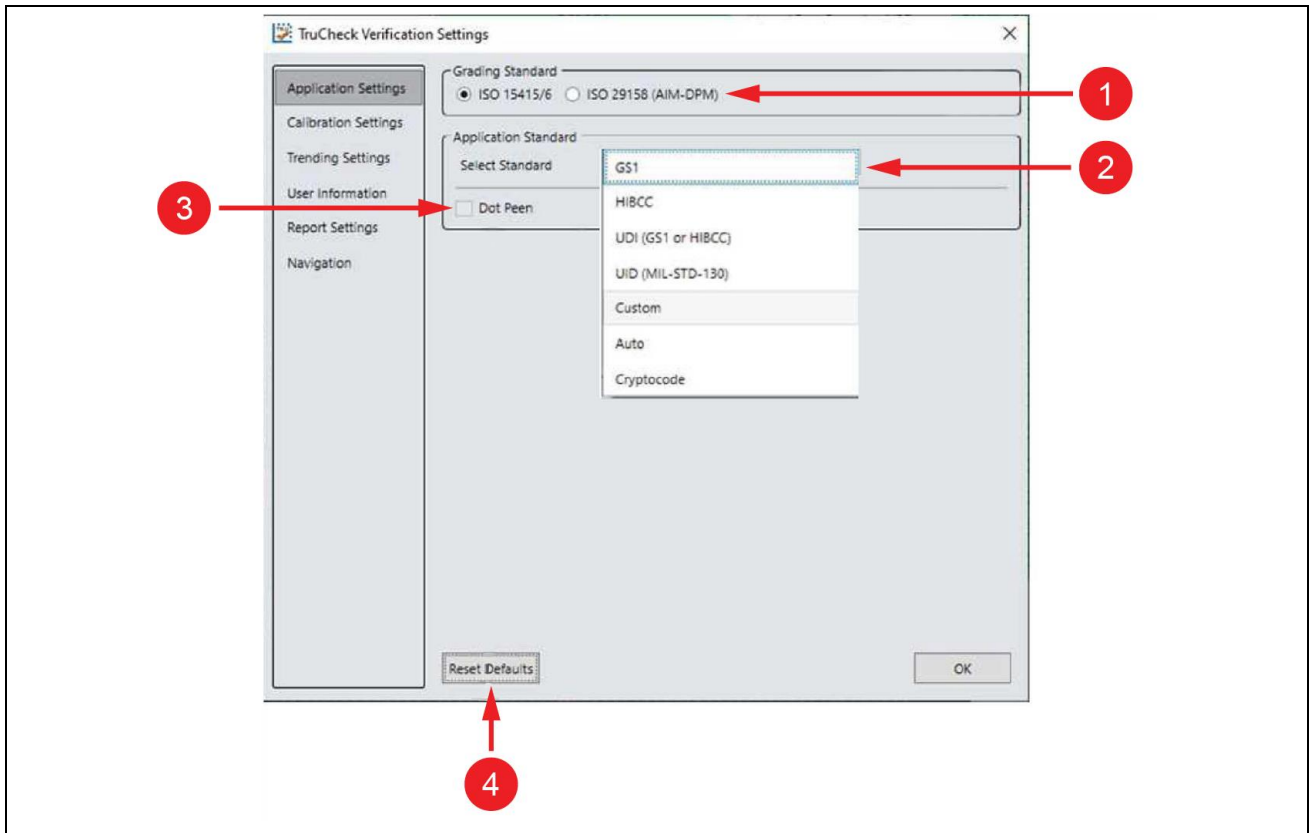 TruCheck Verification Settings
Application Settings
Calibration Settings
Trending Settings
User Information
Report Settings
Navigation
Grading Standard
ISO 15415/6 ISO 29158 (AIM-DPM)
1
Application Standard
Select Standard
GS1
2
HIBCC
UDI (GS1 or HIBCC)
UID (MIL-STD-130)
Custom
Auto
Cryptocode
3
Dot Peen
Reset Defaults
OK
4